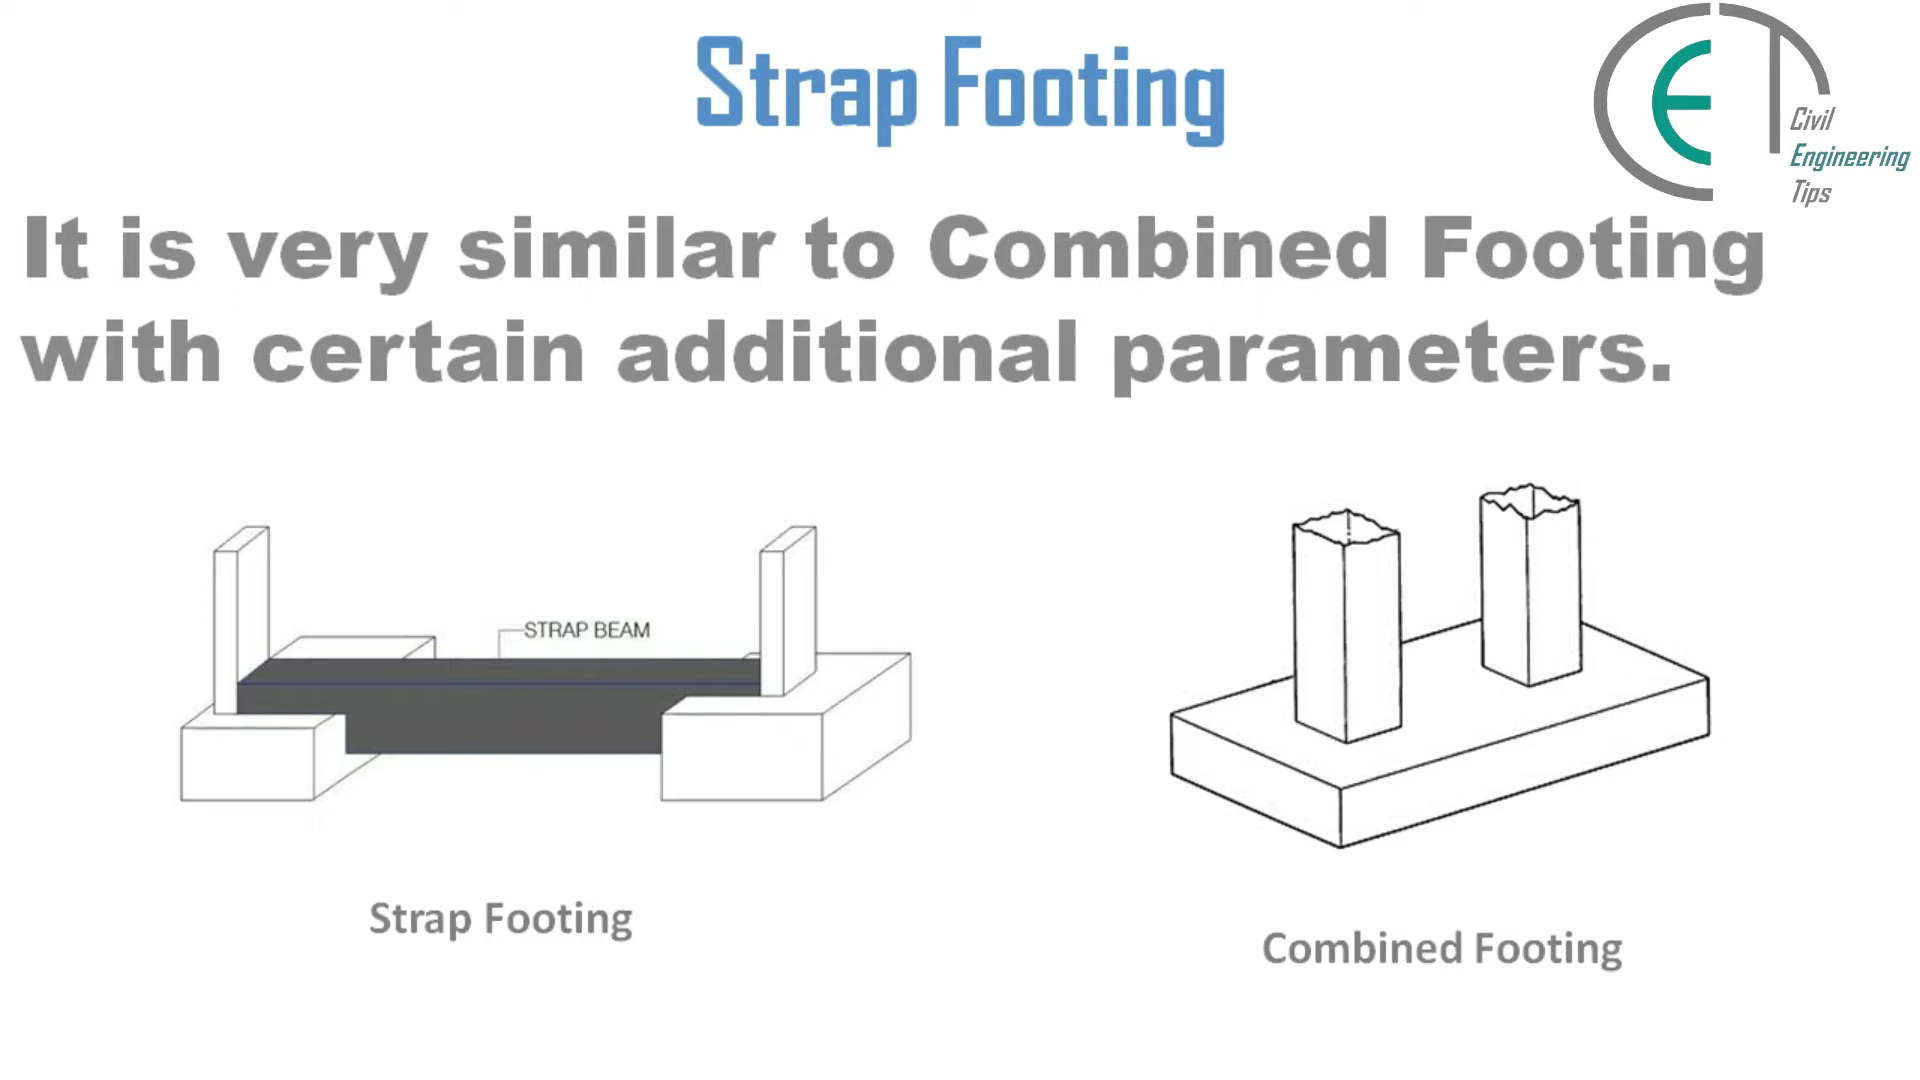 Strap Footing
Civil
Engineering
Tips
It is very similar to Combined Footing
with certain additional parameters.
STRAP BEAM
Strap Footing
Combined Footing